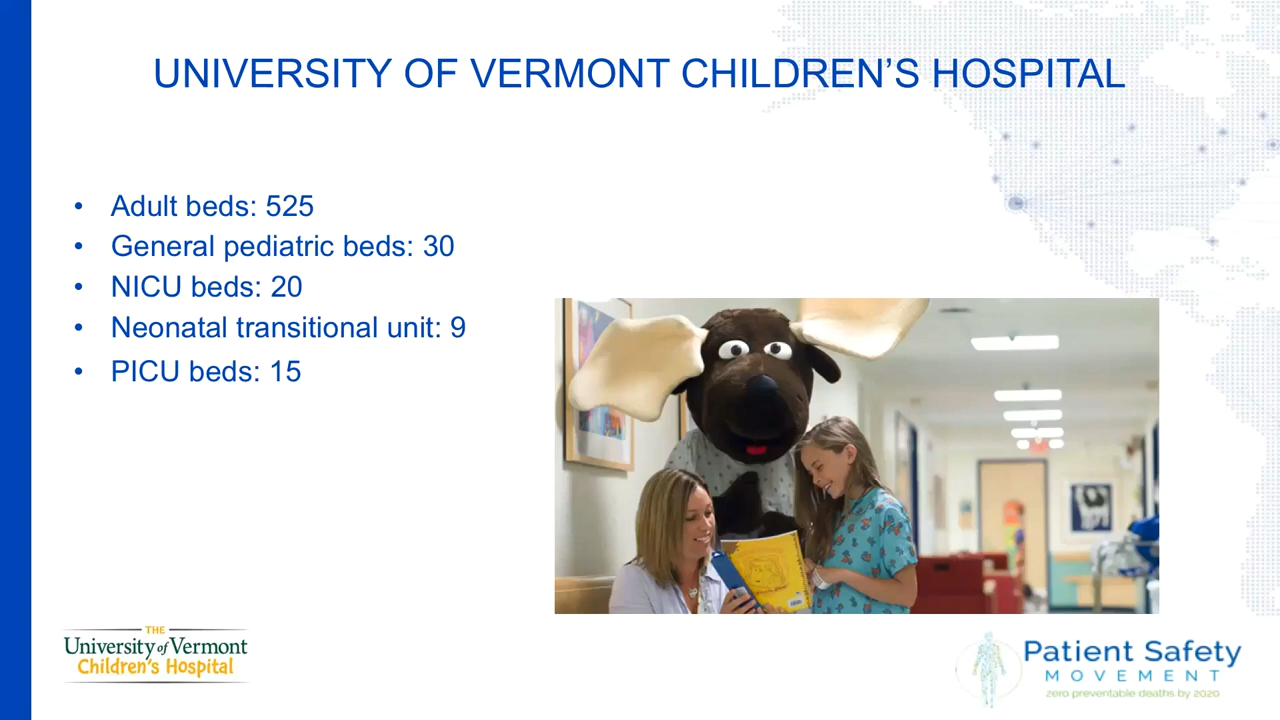 UNIVERSITY OF VERMONT CHILDREN’S HOSPITAL
• Adult beds: 525
• General pediatric beds: 30
• NICU beds: 20
• Neonatal transitional unit: 9
• PICU beds: 15
THE
University of Vermont
Children's Hospital
Patient Safety
MOVEMENT
zero preventable deaths by 2020